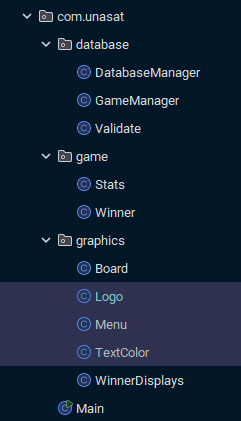 com.unasat
database
DatabaseManager
GameManager
Validate
game
Stats
Winner
graphics
Board
Logo
Menu
TextColor
WinnerDisplays
Main